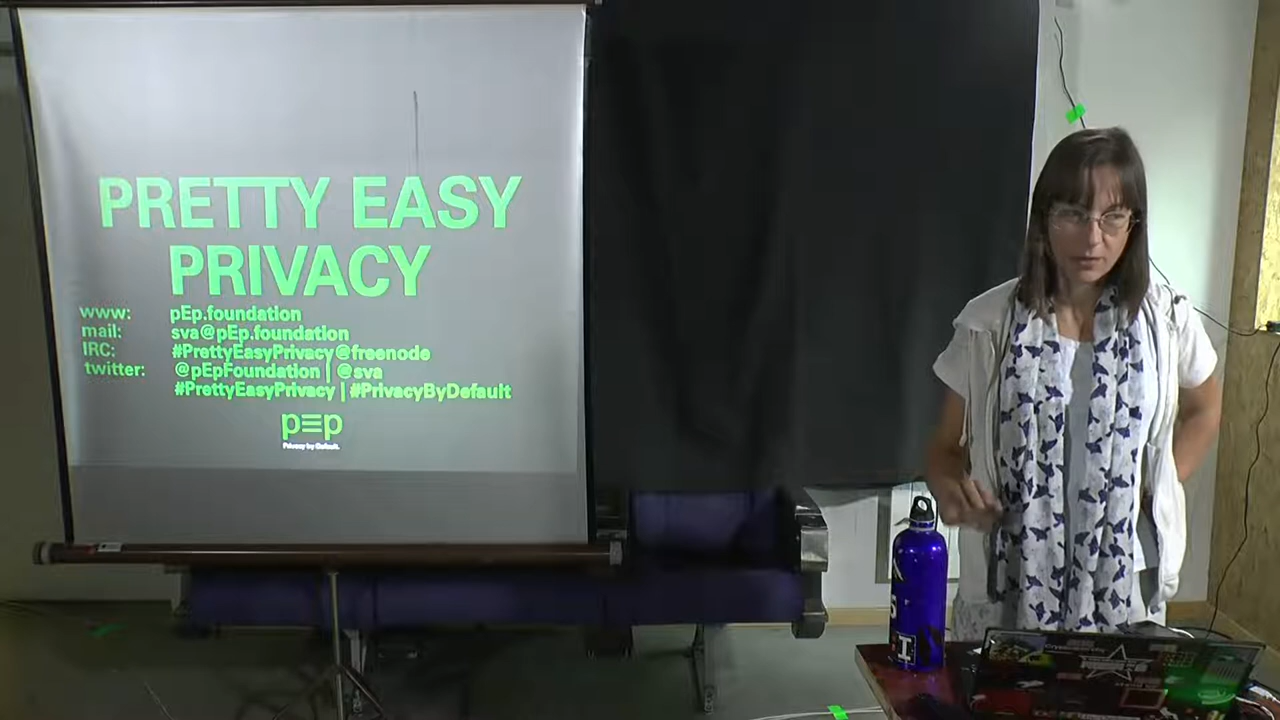 PRETTY EASY
PRIVACY
www: pEp.foundation
mail: sva@pEp.foundation
IRC: #PrettyEasyPrivacy@freenode
twitter: @pEpFoundation | @sva
#PrettyEasyPrivacy | #PrivacyByDefault
p≡p
Privacy by Default.